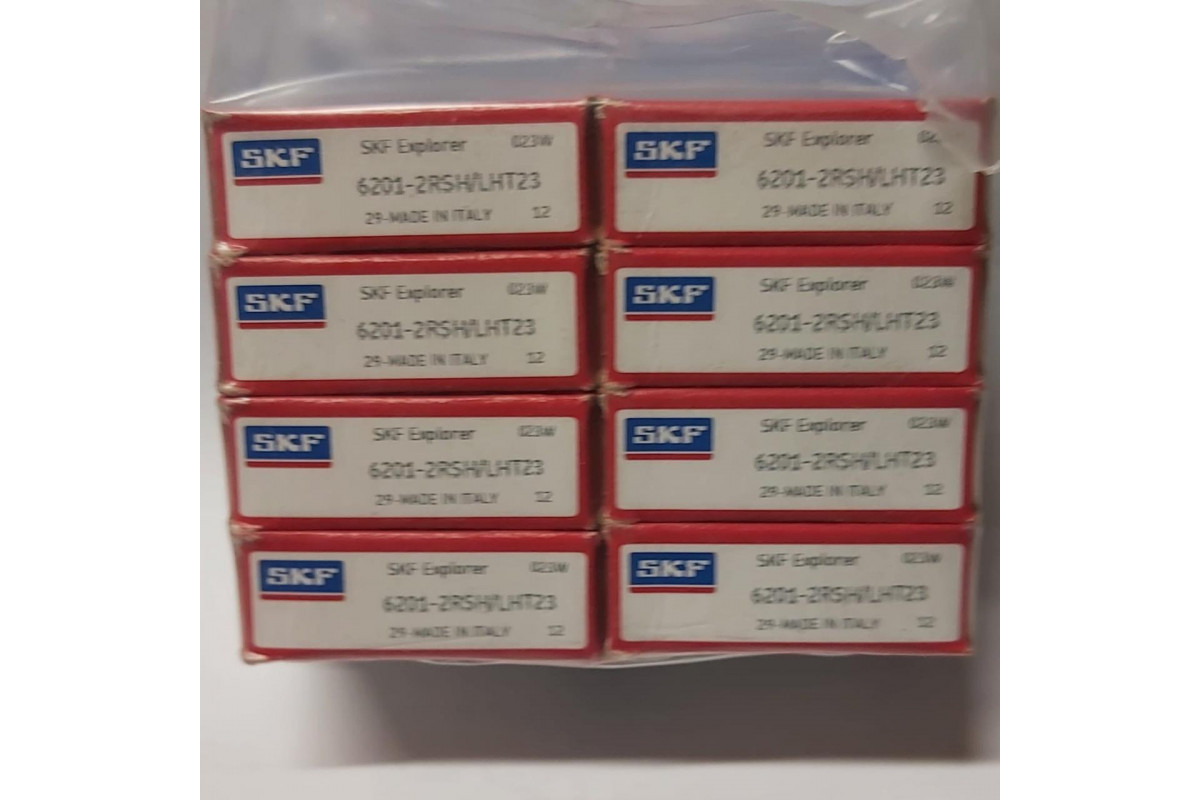 SKF
SKF Explorer 023W
6201-2RSH/LHT23
29-MADE IN ITALY 12
SKF
SKF Explorer
6201-2RSH/LHT23
29-MADE IN ITALY 12
SKF
SKF Explorer 023W
6201-2RSH/LHT23
29-MADE IN ITALY 12
SKF
SKF Explorer 023W
6201-2RSH/LHT23
29-MADE IN ITALY 12
SKF
SKF Explorer 023W
6201-2RSH/LHT23
29-MADE IN ITALY 12
SKF
SKF Explorer 023W
6201-2RSH/LHT23
29-MADE IN ITALY 12
SKF
SKF Explorer 023W
6201-2RSH/LHT23
29-MADE IN ITALY 12
SKF
SKF Explorer 023W
6201-2RSH/LHT23
29-MADE IN ITALY 12